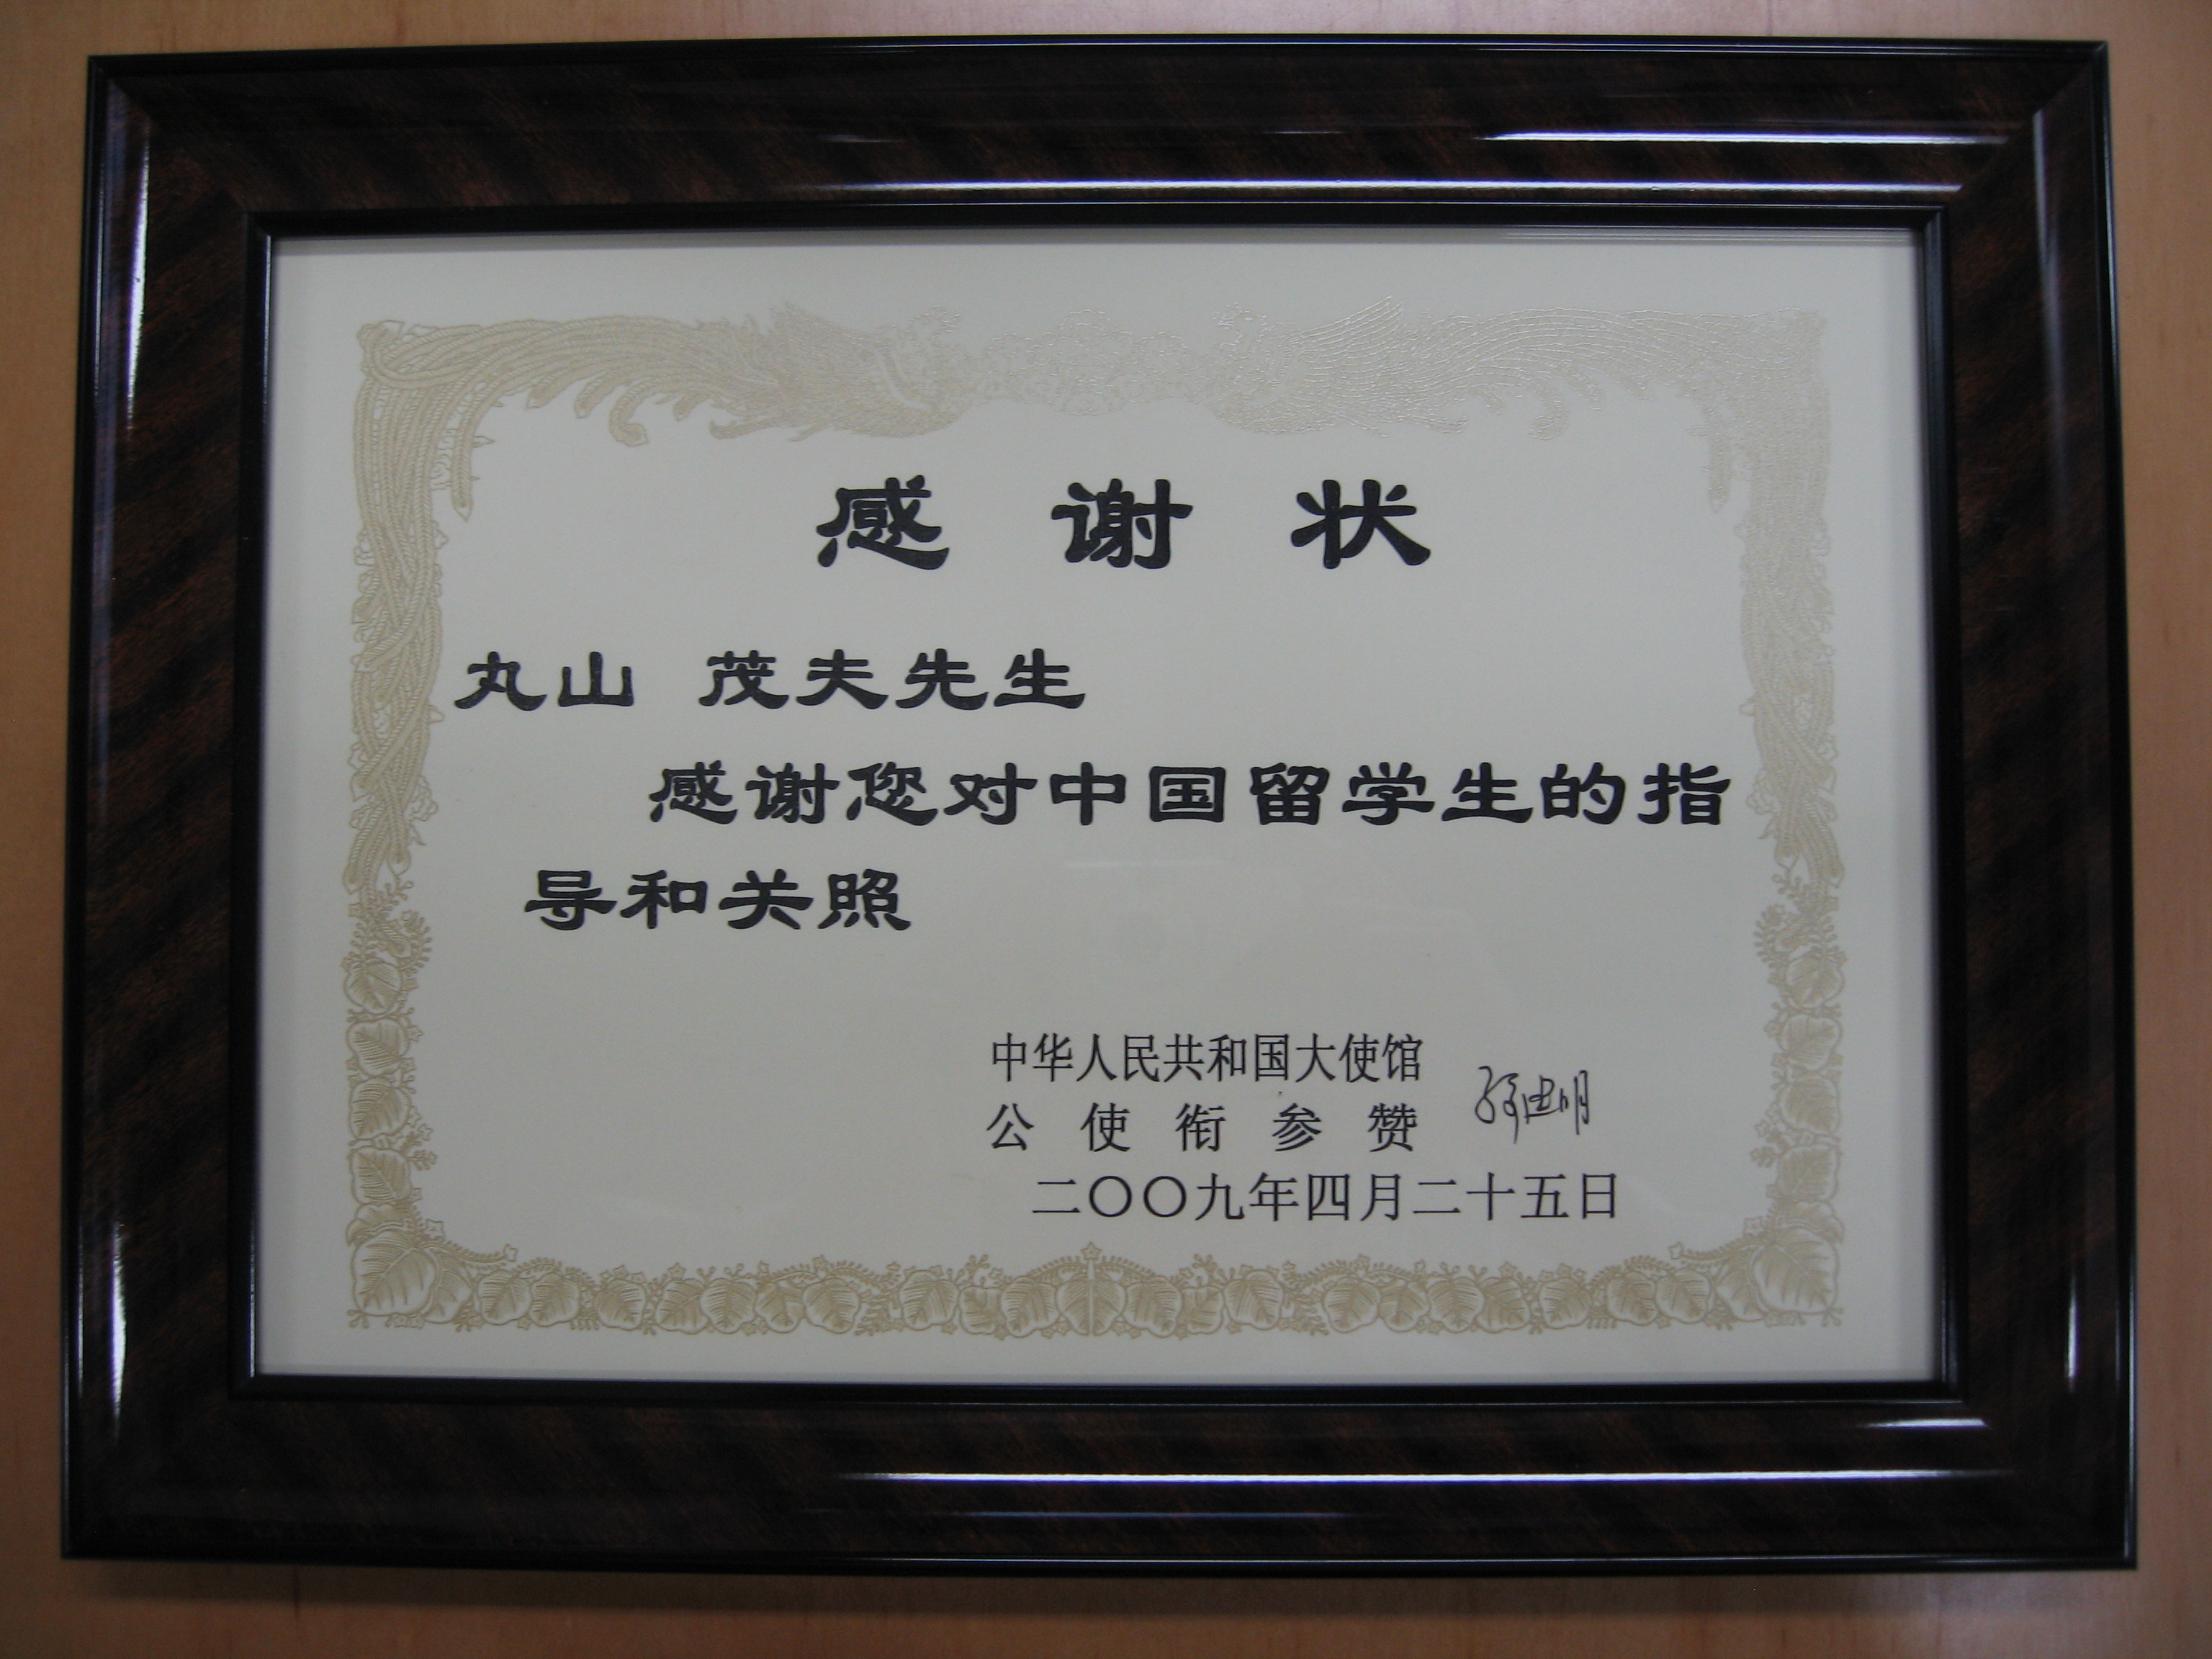 感 谢 状
丸山 茂夫先生
感谢您对中国留学生的指
导和关照
中华人民共和国大使馆
公 使 衔 参 赞
二〇〇九年四月二十五日